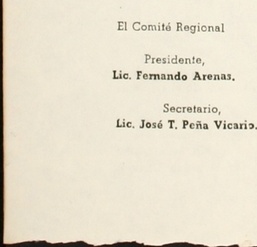 El Comité Regional
Presidente,
Lic. Fernando Arenas.
Secretario,
Lic. José T. Peña Vicario.